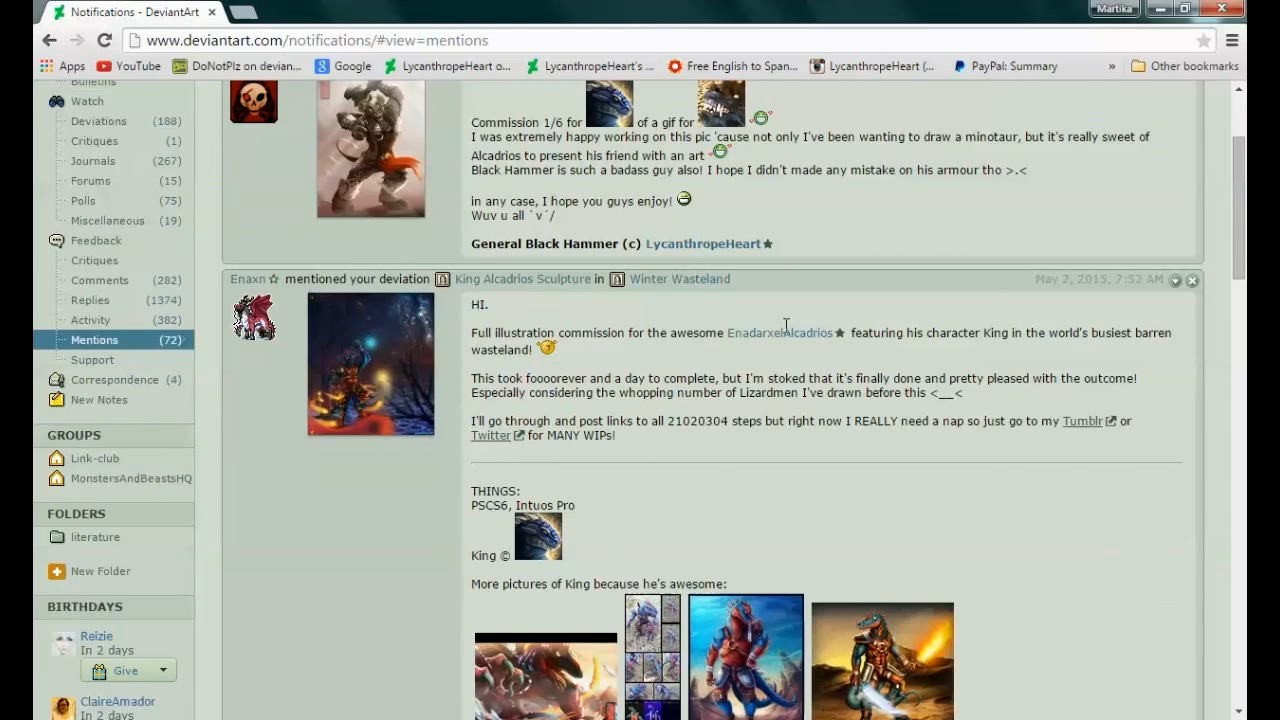 Notifications - DeviantArt
Martika
www.deviantart.com/notifications/#view=mentions
Apps YouTube DoNotPlz on devian... Google LycanthropeHeart o... LycanthropeHeart's ... Free English to Span... LycanthropeHeart (... PayPal: Summary » Other bookmarks
Bulletins
Watch
Deviations (188)
Critiques (1)
Journals (267)
Forums (15)
Polls (75)
Miscellaneous (19)
Feedback
Critiques
Comments (282)
Replies (1374)
Activity (382)
Mentions (72)
Support
Correspondence (4)
New Notes
GROUPS
Link-club
MonstersAndBeastsHQ
FOLDERS
literature
New Folder
BIRTHDAYS
Reizie
In 2 days
Give
ClaireAmador
In 2 days
Commission 1/6 for of a gif for
I was extremely happy working on this pic 'cause not only I've been wanting to draw a minotaur, but it's really sweet of
Alcadrios to present his friend with an art
Black Hammer is such a badass guy also! I hope I didn't made any mistake on his armour tho >.<
in any case, I hope you guys enjoy!
Wuv u all `v´/
General Black Hammer (c) LycanthropeHeart
Enaxn mentioned your deviation King Alcadrios Sculpture in Winter Wasteland May 2, 2015, 7:52 AM
HI.
Full illustration commission for the awesome EnadarxelAlcadrios featuring his character King in the world's busiest barren
wasteland!
This took foooorever and a day to complete, but I'm stoked that it's finally done and pretty pleased with the outcome!
Especially considering the whopping number of Lizardmen I've drawn before this <__<
I'll go through and post links to all 21020304 steps but right now I REALLY need a nap so just go to my Tumblr or
Twitter for MANY WIPs!
THINGS:
PSCS6, Intuos Pro
King ©
More pictures of King because he's awesome: